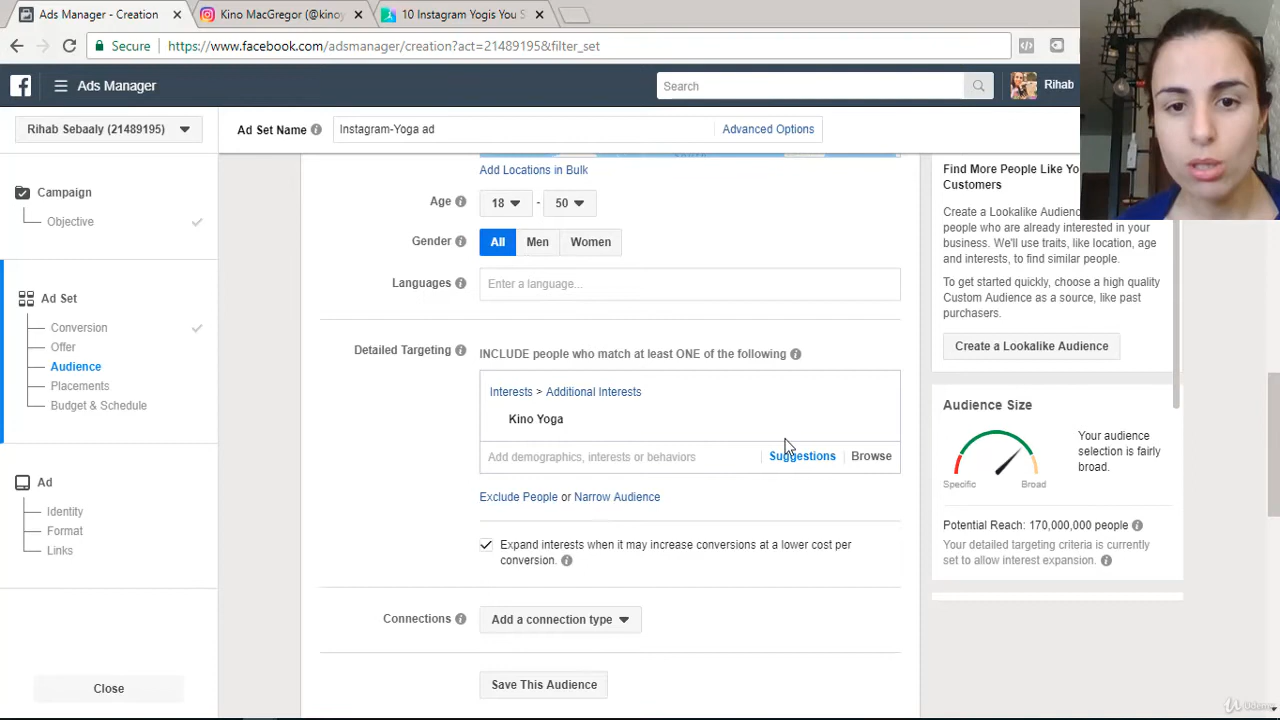 Ads Manager - Creation
Kino MacGregor (@kinoy
10 Instagram Yogis You S
Secure
https://www.facebook.com/adsmanager/creation?act=21489195&filter_set
Ads Manager
Search
Rihab
Rihab Sebaaly (21489195)
Ad Set Name
Instagram-Yoga ad
Advanced Options
Campaign
Objective
Ad Set
Conversion
Offer
Audience
Placements
Budget & Schedule
Ad
Identity
Format
Links
Close
Add Locations in Bulk
Age
18
-
50
Gender
All
Men
Women
Languages
Enter a language...
Detailed Targeting
INCLUDE people who match at least ONE of the following
Interests > Additional Interests
Kino Yoga
Add demographics, interests or behaviors
Suggestions
Browse
Exclude People or Narrow Audience
Expand interests when it may increase conversions at a lower cost per
conversion.
Connections
Add a connection type
Save This Audience
Find More People Like Yo
Customers
Create a Lookalike Audienc
people who are already interested in your
business. We'll use traits, like location, age
and interests, to find similar people.
To get started quickly, choose a high quality
Custom Audience as a source, like past
purchasers.
Create a Lookalike Audience
Audience Size
Your audience
selection is fairly
broad.
Specific
Broad
Potential Reach: 170,000,000 people
Your detailed targeting criteria is currently
set to allow interest expansion.
Udemy